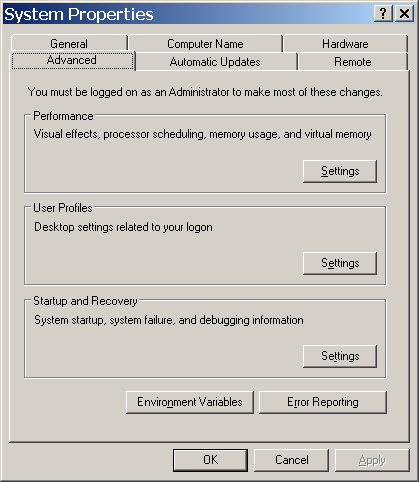 System Properties
General Computer Name Hardware
Advanced Automatic Updates Remote
You must be logged on as an Administrator to make most of these changes.
Performance
Visual effects, processor scheduling, memory usage, and virtual memory
Settings
User Profiles
Desktop settings related to your logon
Settings
Startup and Recovery
System startup, system failure, and debugging information
Settings
Environment Variables Error Reporting
OK Cancel Apply